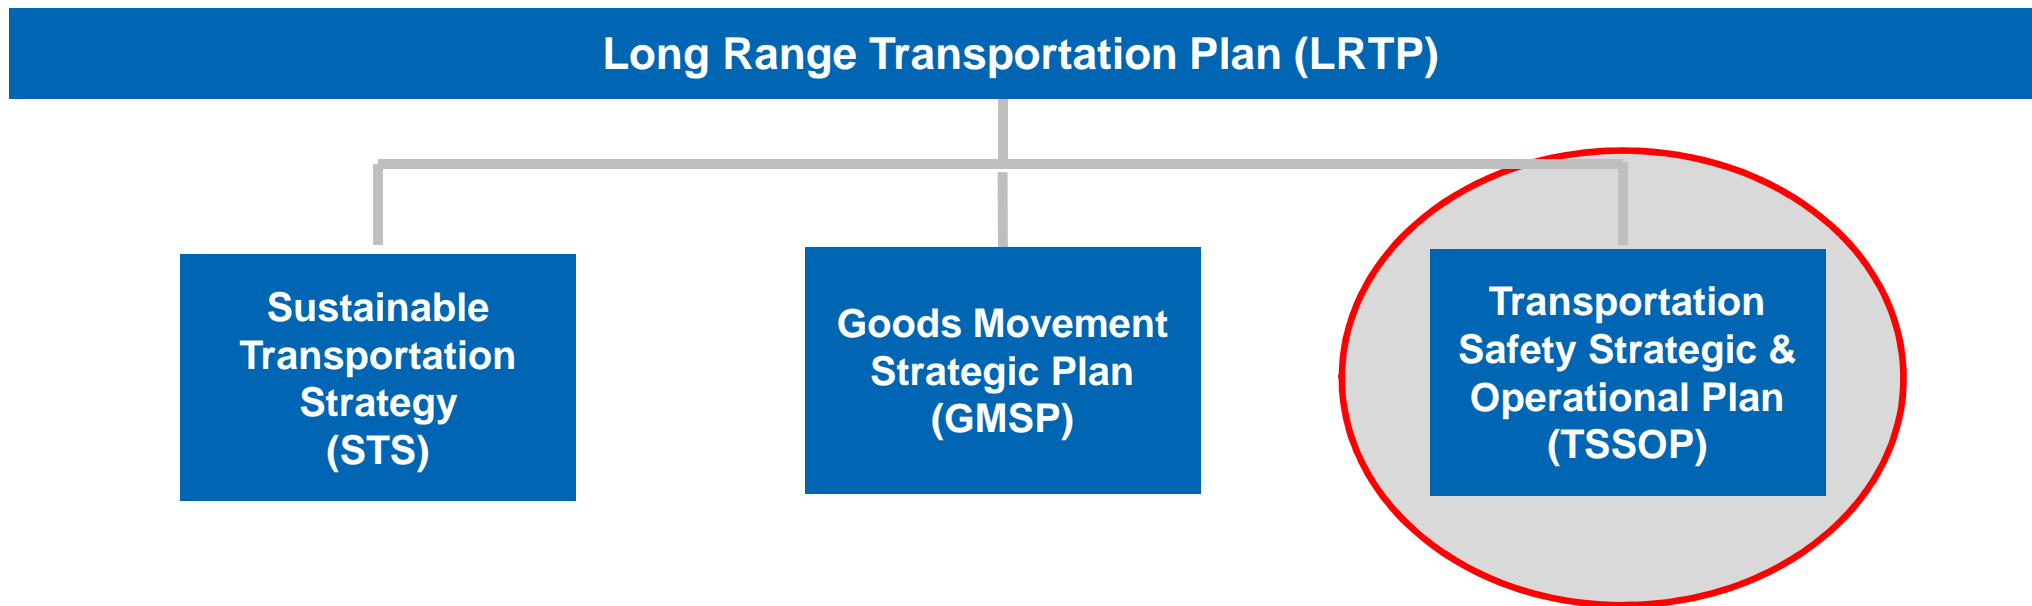 Long Range Transportation Plan (LRTP)
Sustainable
Transportation
Strategy
(STS)
Goods Movement
Strategic Plan
(GMSP)
Transportation
Safety Strategic &
Operational Plan
(TSSOP)